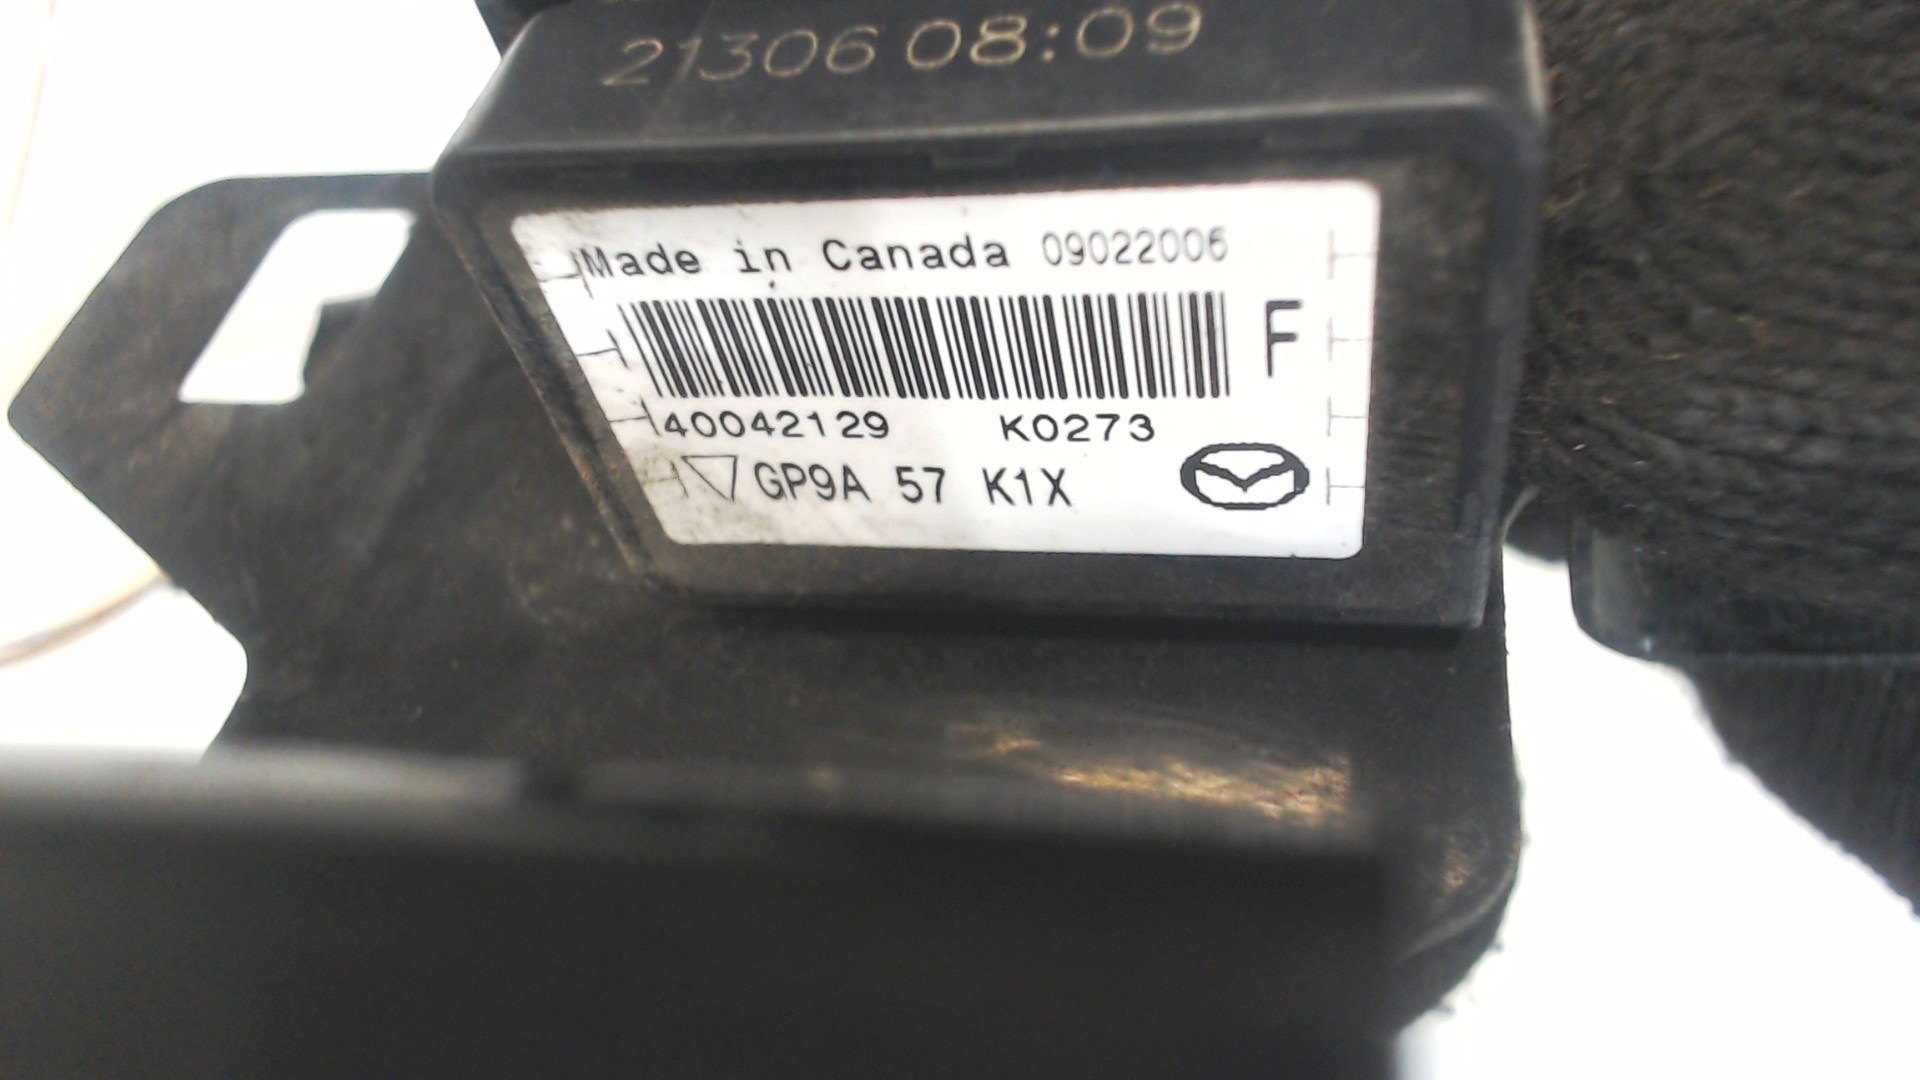 21306 08:09
Made in Canada 09022006
F
40042129 K0273
GP9A 57 K1X